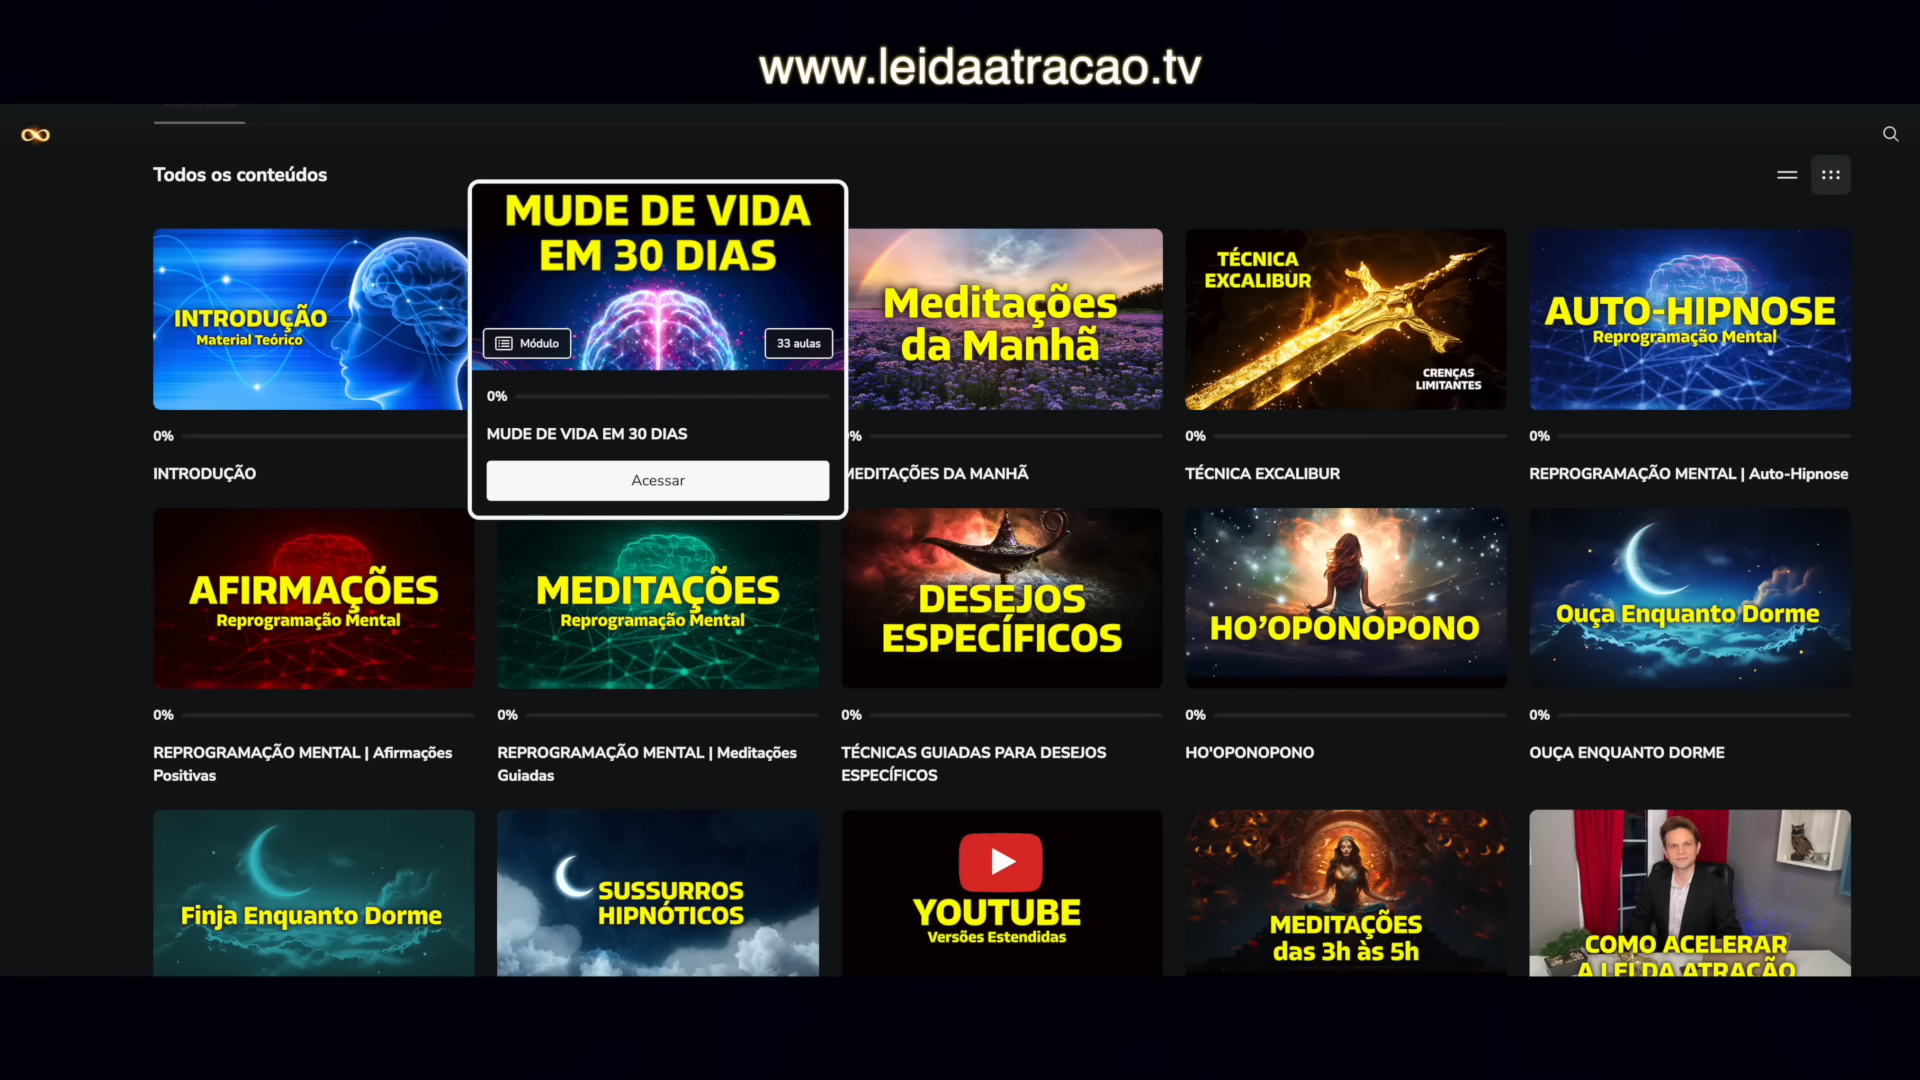 www.leidaatracao.tv
Todos os conteúdos
INTRODUÇÃO
Material Teórico
0%
INTRODUÇÃO
MUDE DE VIDA
EM 30 DIAS
Módulo
33 aulas
0%
MUDE DE VIDA EM 30 DIAS
Acessar
Meditações
da Manhã
%
MEDITAÇÕES DA MANHÃ
TÉCNICA
EXCALIBUR
CRENÇAS
LIMITANTES
0%
TÉCNICA EXCALIBUR
AUTO-HIPNOSE
Reprogramação Mental
0%
REPROGRAMAÇÃO MENTAL | Auto-Hipnose
AFIRMAÇÕES
Reprogramação Mental
0%
REPROGRAMAÇÃO MENTAL | Afirmações
Positivas
MEDITAÇÕES
Reprogramação Mental
0%
REPROGRAMAÇÃO MENTAL | Meditações
Guiadas
DESEJOS
ESPECÍFICOS
0%
TÉCNICAS GUIADAS PARA DESEJOS
ESPECÍFICOS
HO'OPONOPONO
0%
HO'OPONOPONO
Ouça Enquanto Dorme
0%
OUÇA ENQUANTO DORME
Finja Enquanto Dorme
SUSSURROS
HIPNÓTICOS
YOUTUBE
Versões Estendidas
MEDITAÇÕES
das 3h às 5h
COMO ACELERAR
A LEI DA ATRAÇÃO